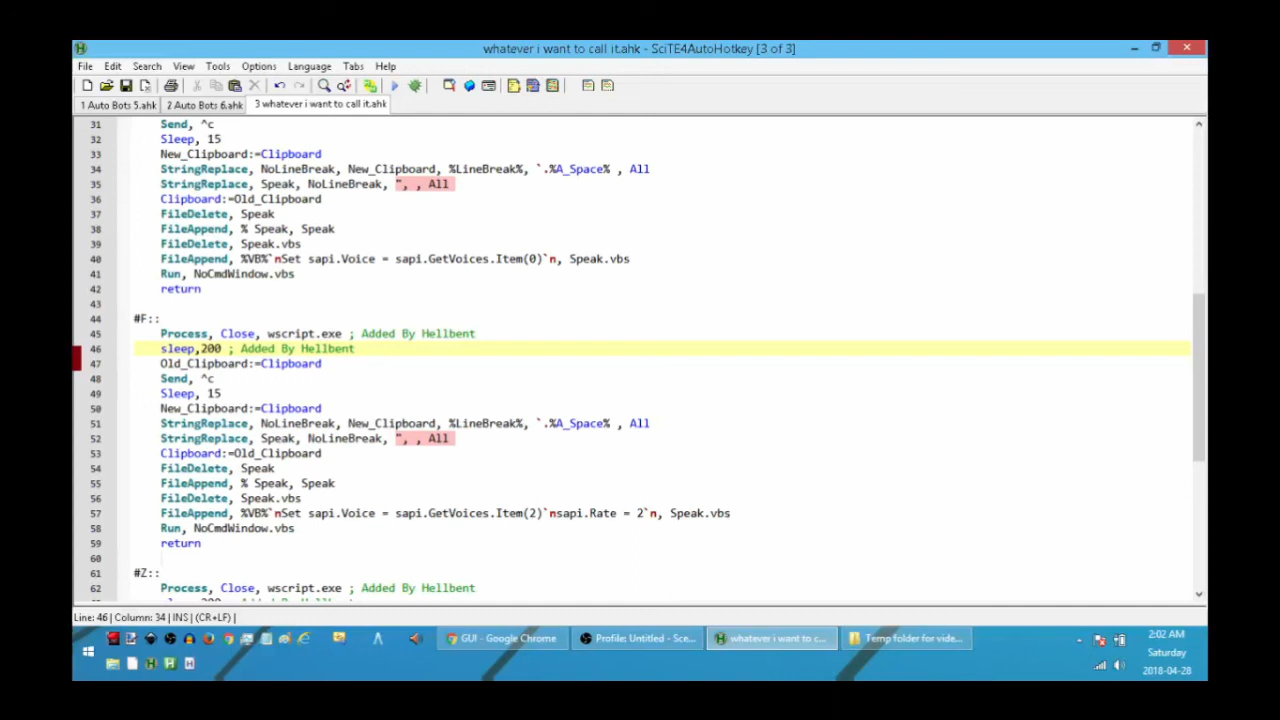 whatever i want to call it.ahk - SciTE4AutoHotkey [3 of 3]
File Edit Search View Tools Options Language Tabs Help
1 Auto Bots 5.ahk 2 Auto Bots 6.ahk 3 whatever i want to call it.ahk
31 Send, ^c
32 Sleep, 15
33 New_Clipboard:=Clipboard
34 StringReplace, NoLineBreak, New_Clipboard, %LineBreak%, `.%A_Space% , All
35 StringReplace, Speak, NoLineBreak, ", , All
36 Clipboard:=Old_Clipboard
37 FileDelete, Speak
38 FileAppend, % Speak, Speak
39 FileDelete, Speak.vbs
40 FileAppend, %VB%`nSet sapi.Voice = sapi.GetVoices.Item(0)`n, Speak.vbs
41 Run, NoCmdWindow.vbs
42 return
43
44 #F::
45 Process, Close, wscript.exe ; Added By Hellbent
46 sleep,200 ; Added By Hellbent
47 Old_Clipboard:=Clipboard
48 Send, ^c
49 Sleep, 15
50 New_Clipboard:=Clipboard
51 StringReplace, NoLineBreak, New_Clipboard, %LineBreak%, `.%A_Space% , All
52 StringReplace, Speak, NoLineBreak, ", , All
53 Clipboard:=Old_Clipboard
54 FileDelete, Speak
55 FileAppend, % Speak, Speak
56 FileDelete, Speak.vbs
57 FileAppend, %VB%`nSet sapi.Voice = sapi.GetVoices.Item(2)`nsapi.Rate = 2`n, Speak.vbs
58 Run, NoCmdWindow.vbs
59 return
60
61 #Z::
62 Process, Close, wscript.exe ; Added By Hellbent
Line: 46 | Column: 34 | INS | (CR+LF) |
GUI - Google Chrome Profile: Untitled - Sce... whatever i want to c... Temp folder for vide...
2:02 AM
Saturday
2018-04-28